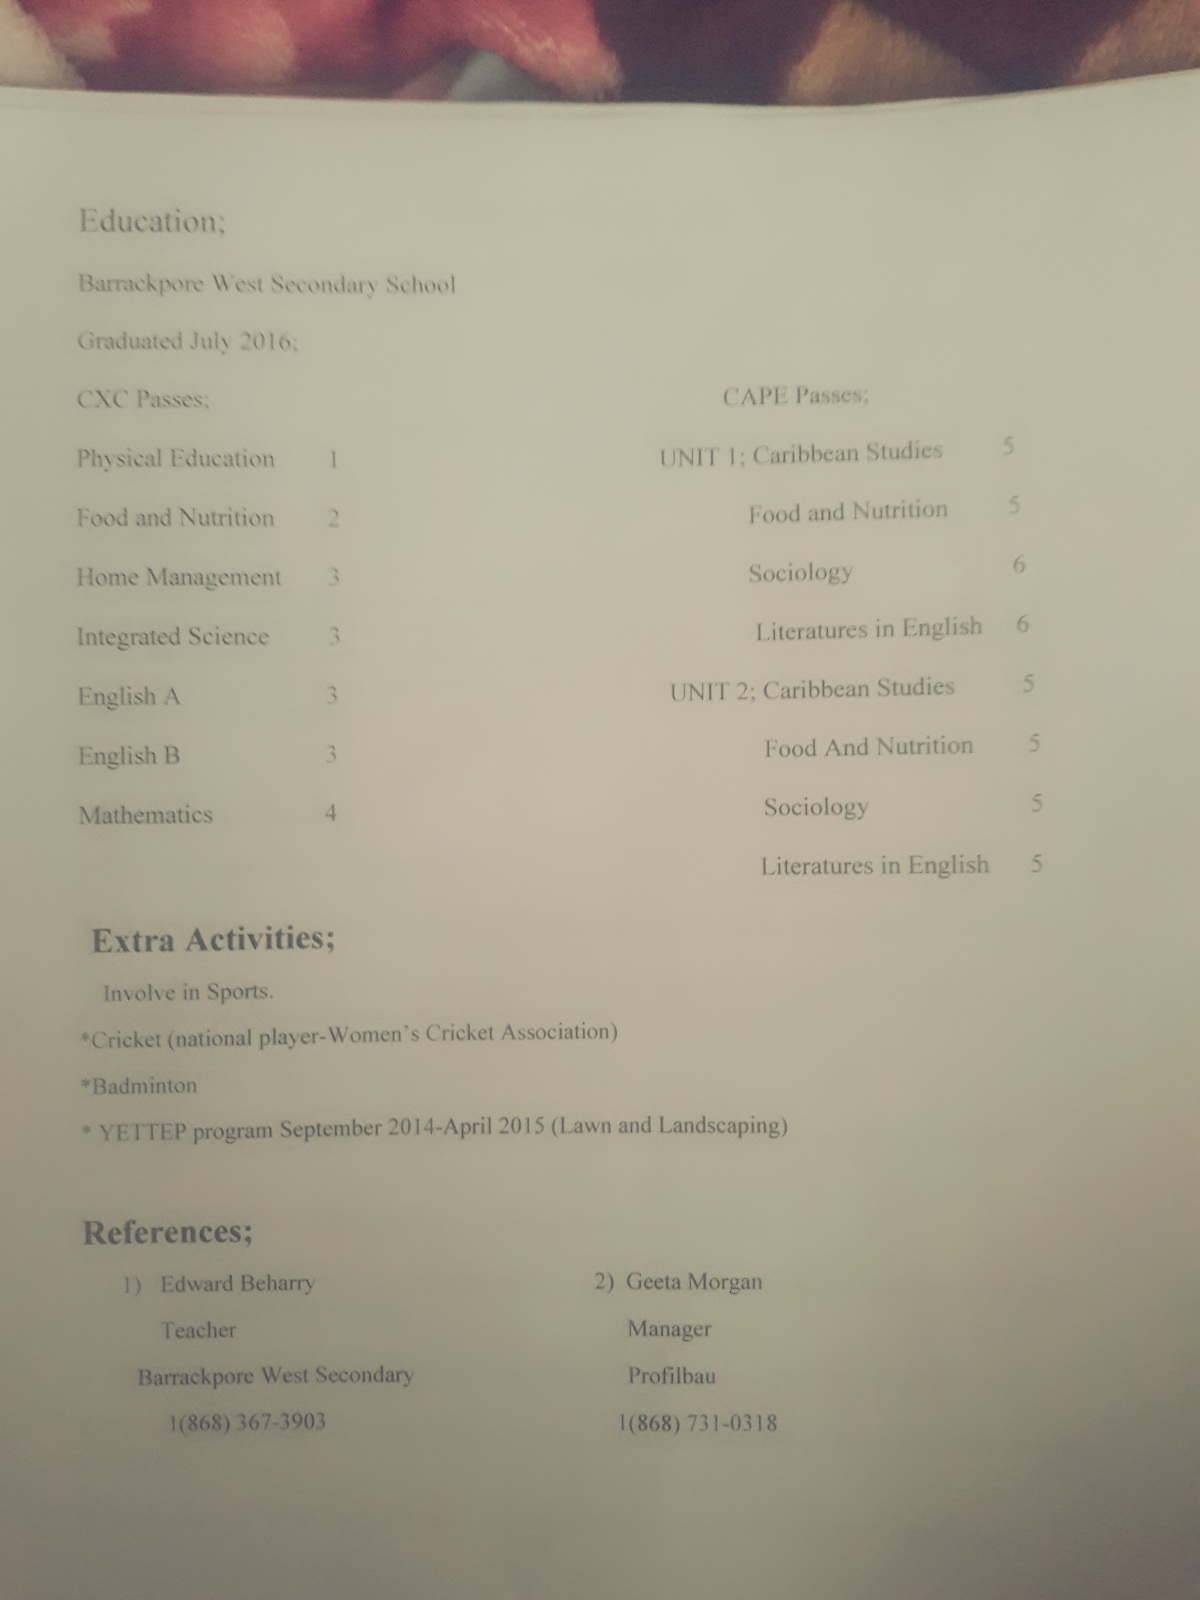 Education;
Barrackpore West Secondary School
Graduated July 2016;
CXC Passes;
Physical Education 1
Food and Nutrition 2
Home Management 3
Integrated Science 3
English A 3
English B 3
Mathematics 4
CAPE Passes;
UNIT 1; Caribbean Studies 5
Food and Nutrition 5
Sociology 6
Literatures in English 6
UNIT 2; Caribbean Studies 5
Food And Nutrition 5
Sociology 5
Literatures in English 5
Extra Activities;
Involve in Sports.
*Cricket (national player-Women's Cricket Association)
*Badminton
* YETTEP program September 2014-April 2015 (Lawn and Landscaping)
References;
1) Edward Beharry
Teacher
Barrackpore West Secondary
1(868) 367-3903
2) Geeta Morgan
Manager
Profilbau
1(868) 731-0318